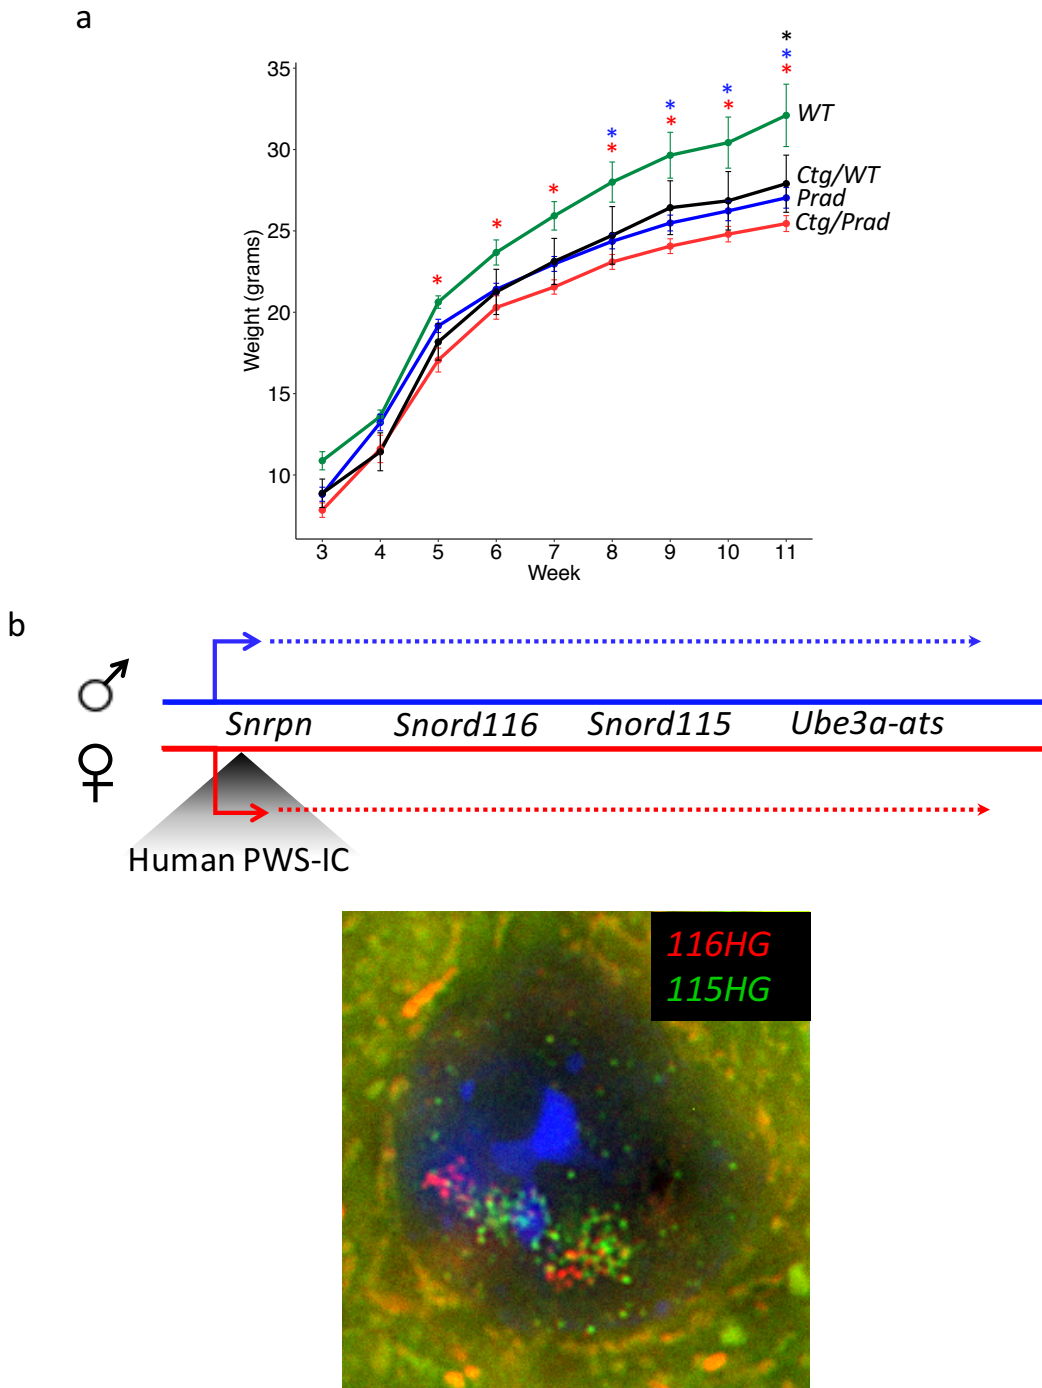 a
* * *
35
* * *
WT
30
Ctg/WT
Prad
25
Ctg/Prad
20
15
10
Weight (grams)
3 4 5 6 7 8 9 10 11
Week
b
♂
Snrpn Snord116 Snord115 Ube3a-ats
♀
Human PWS-IC
116HG
115HG